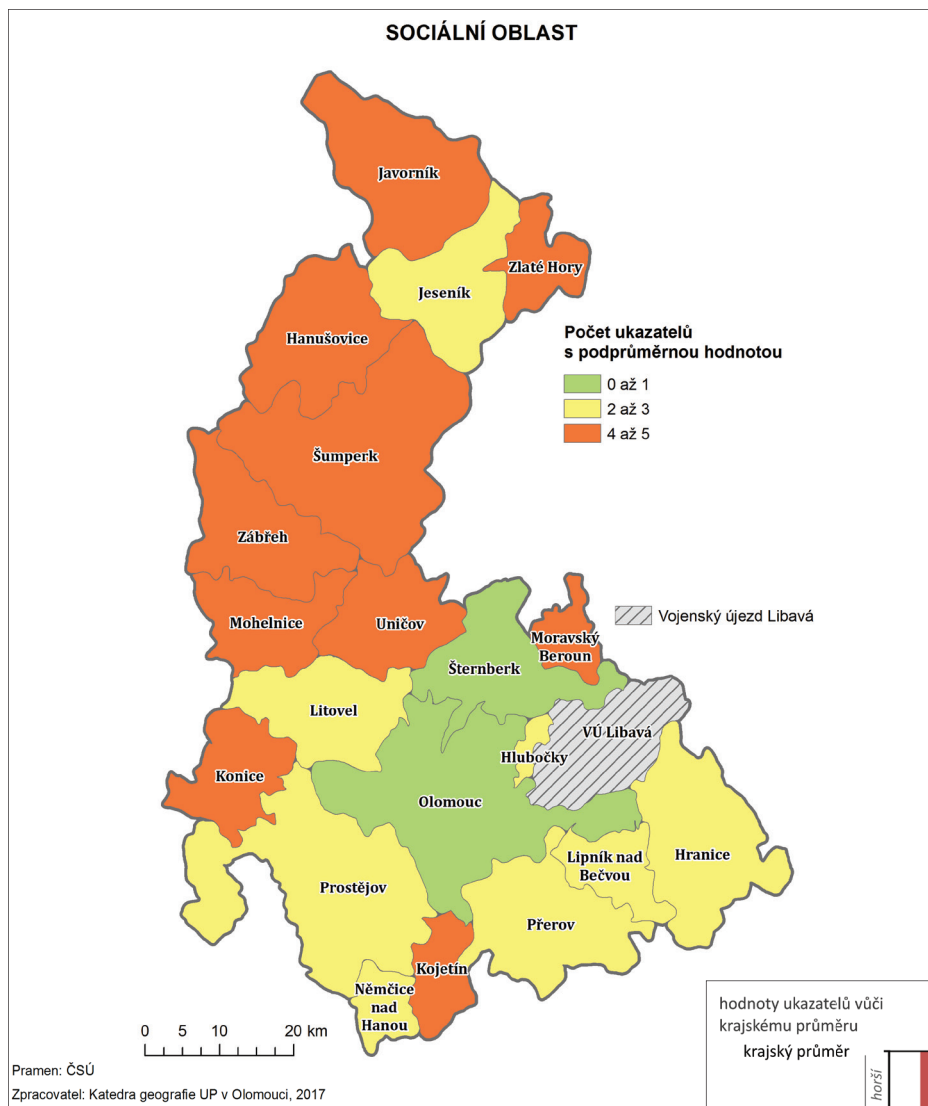 SOCIÁLNÍ OBLAST
Javorník
Zlaté Hory
Jeseník
Hanušovice
Počet ukazatelů
s podprůměrnou hodnotou
0 až 1
2 až 3
4 až 5
Šumperk
Zábřeh
Mohelnice
Uničov
Vojenský újezd Libavá
Moravský
Beroun
Šternberk
Litovel
VÚ Libavá
Hlubočky
Konice
Olomouc
Hranice
Lipník nad
Bečvou
Prostějov
Přerov
Kojetín
Němčice
nad
Hanou
0 5 10 20 km
hodnoty ukazatelů vůči
krajskému průměru
krajský průměr
horší
Pramen: ČSÚ
Zpracovatel: Katedra geografie UP v Olomouci, 2017